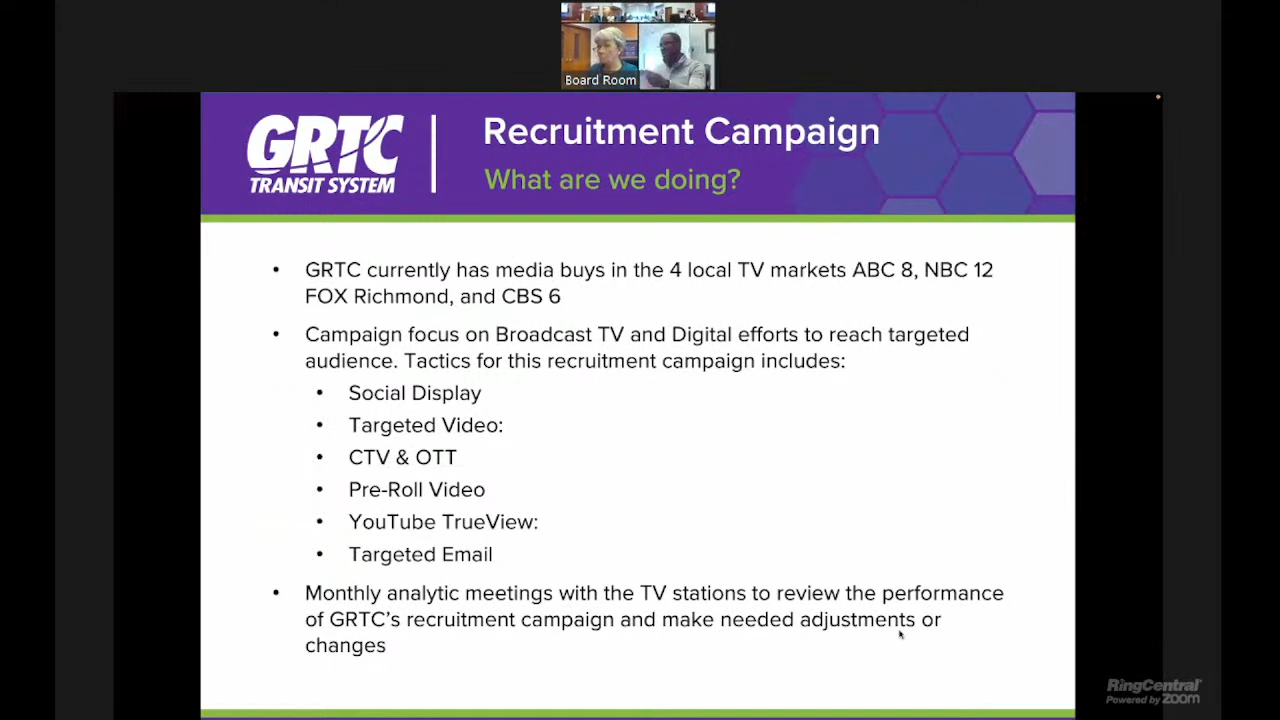 Board Room
GRTC
TRANSIT SYSTEM
Recruitment Campaign
What are we doing?
• GRTC currently has media buys in the 4 local TV markets ABC 8, NBC 12
FOX Richmond, and CBS 6
• Campaign focus on Broadcast TV and Digital efforts to reach targeted
audience. Tactics for this recruitment campaign includes:
• Social Display
• Targeted Video:
• CTV & OTT
• Pre-Roll Video
• YouTube TrueView:
• Targeted Email
• Monthly analytic meetings with the TV stations to review the performance
of GRTC’s recruitment campaign and make needed adjustments or
changes
RingCentral
Powered by zoom